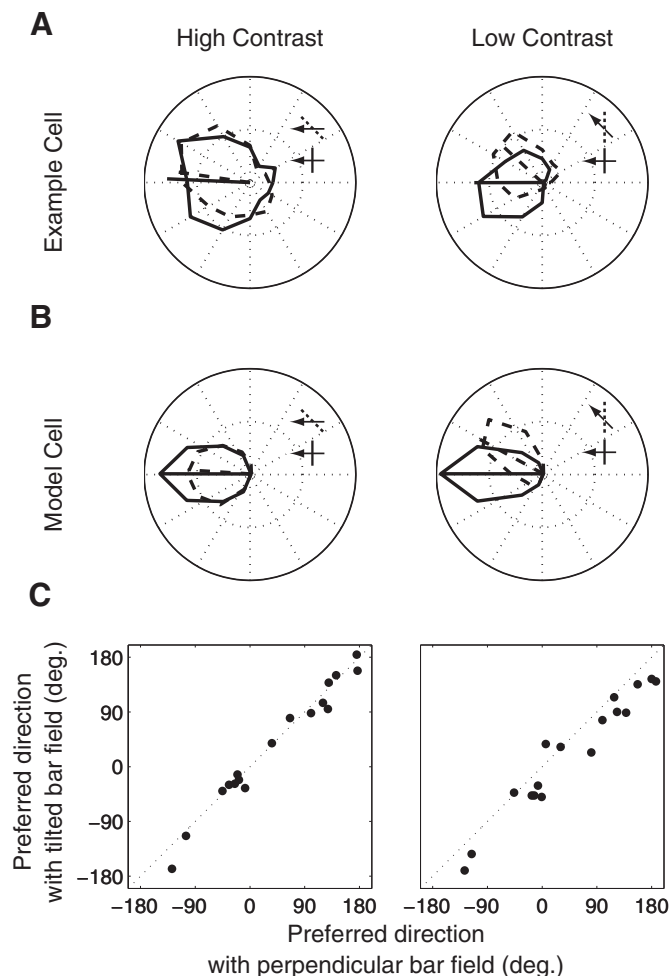 A
High Contrast
Low Contrast
Example Cell
B
Model Cell
C
Preferred direction
with tilted bar field (deg.)
180
90
0
−90
−180
−180 −90 0 90 180
−180 −90 0 90 180
Preferred direction
with perpendicular bar field (deg.)